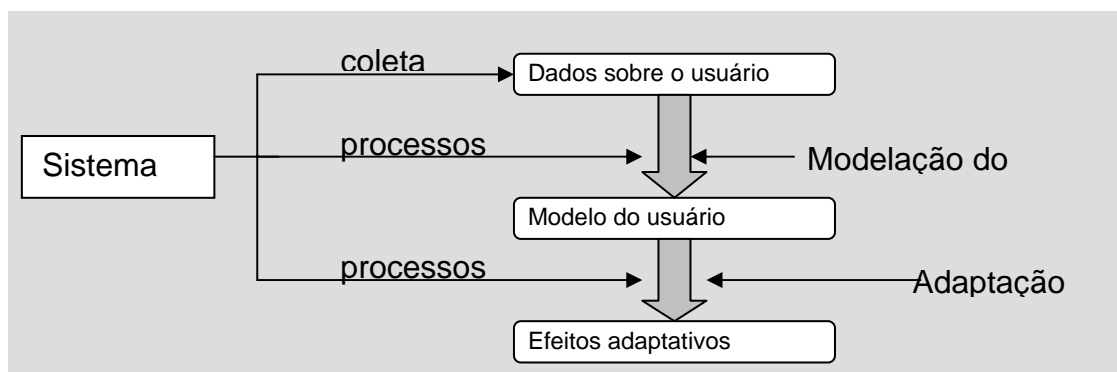 coleta
Dados sobre o usuário
processos
Sistema
Modelação do
Modelo do usuário
processos
Adaptação
Efeitos adaptativos